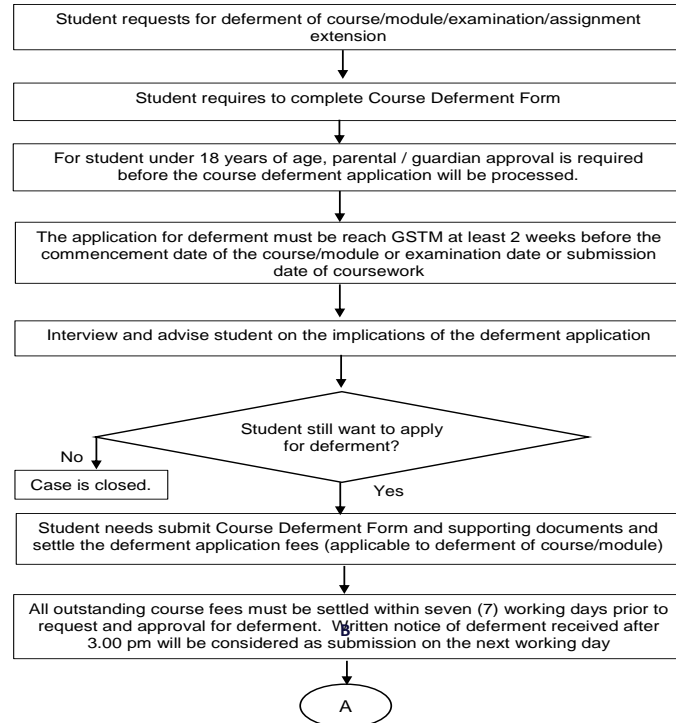 Student requests for deferment of course/module/examination/assignment
extension
Student requires to complete Course Deferment Form
For student under 18 years of age, parental / guardian approval is required
before the course deferment application will be processed.
The application for deferment must be reach GSTM at least 2 weeks before the
commencement date of the course/module or examination date or submission
date of coursework
Interview and advise student on the implications of the deferment application
Student still want to apply
for deferment?
No
Case is closed.
Yes
Student needs submit Course Deferment Form and supporting documents and
settle the deferment application fees (applicable to deferment of course/module)
All outstanding course fees must be settled within seven (7) working days prior to
request and approval for deferment. Written notice of deferment received after
B
3.00 pm will be considered as submission on the next working day
A